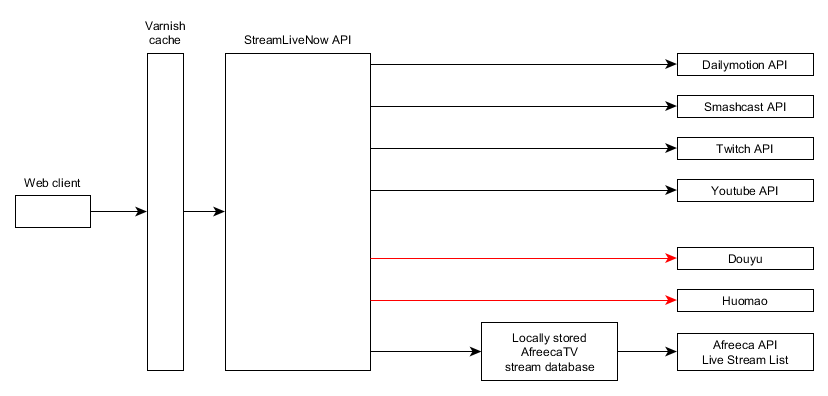 Varnish
cache
StreamLiveNow API
Dailymotion API
Smashcast API
Twitch API
Web client
Youtube API
Douyu
Huomao
Locally stored
AfreecaTV
stream database
Afreeca API
Live Stream List